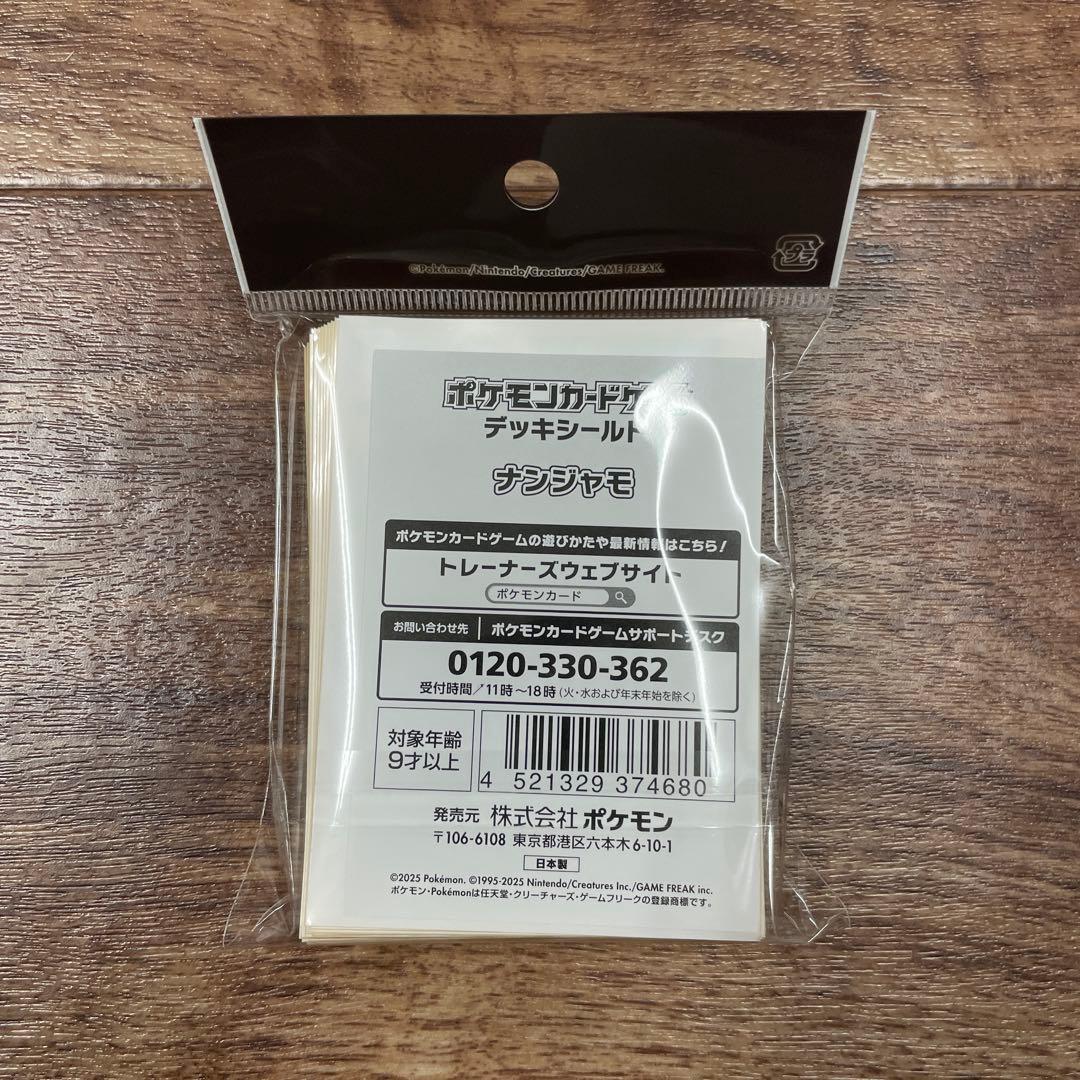 ©Pokémon/Nintendo/Creatures/GAME FREAK.
プラ
ポケモンカードゲーム
デッキシールド
ナンジャモ
ポケモンカードゲームの遊びかたや最新情報はこちら!
トレーナーズウェブサイト
ポケモンカード
お問い合わせ先 ポケモンカードゲームサポートデスク
0120-330-362
受付時間/11時~18時(火・水および年末年始を除く)
対象年齢
9才以上
4 521329 374680
発売元 株式会社 ポケモン
〒106-6108 東京都港区六本木6-10-1
日本製
©2025 Pokémon. ©1995-2025 Nintendo/Creatures Inc./GAME FREAK inc.
ポケモン・Pokémonは任天堂・クリーチャーズ・ゲームフリークの登録商標です。